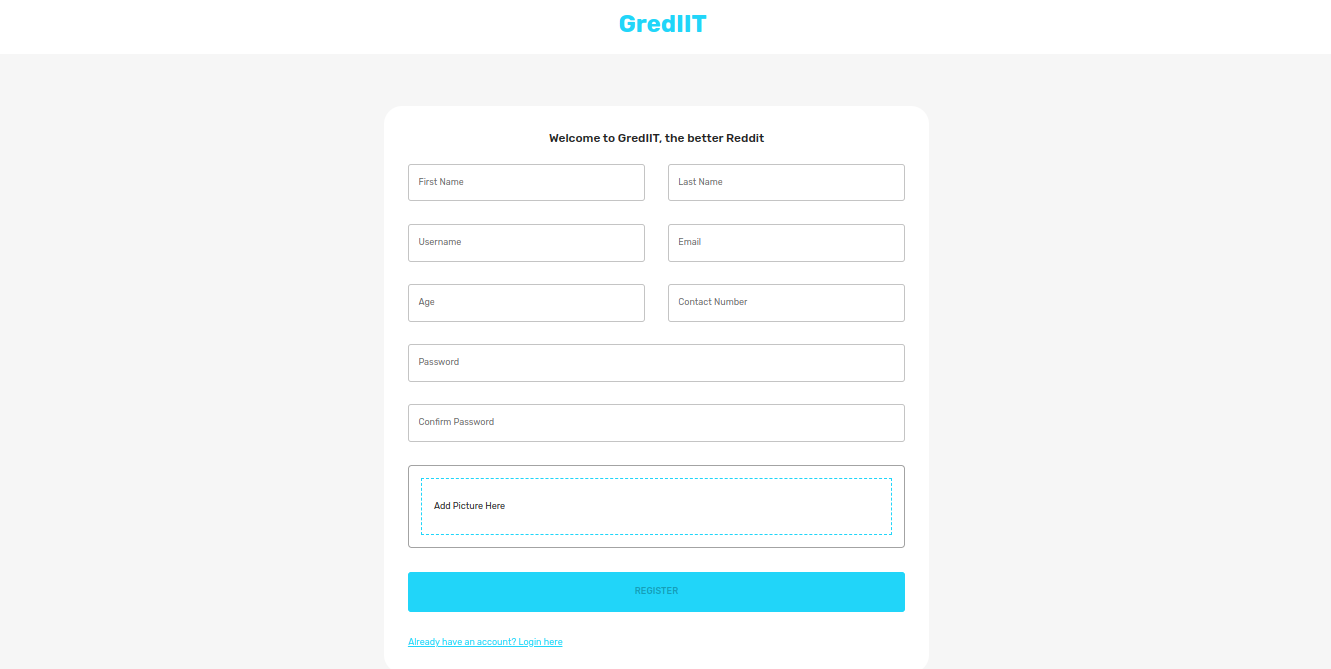 GredIIT
Welcome to GredIIT, the better Reddit
First Name
Last Name
Username
Email
Age
Contact Number
Password
Confirm Password
Add Picture Here
REGISTER
Already have an account? Login here